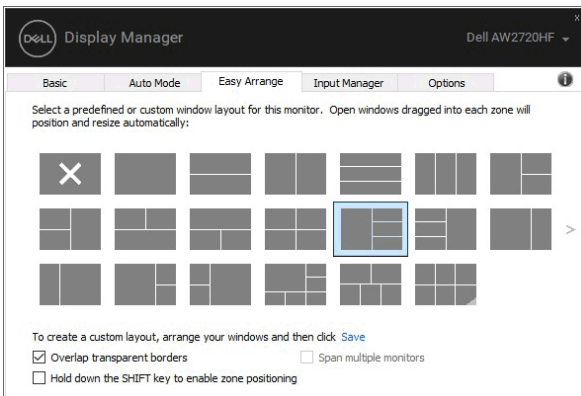 DELL Display Manager Dell AW2720HF
Basic Auto Mode Easy Arrange Input Manager Options
Select a predefined or custom window layout for this monitor. Open windows dragged into each zone will
position and resize automatically:
To create a custom layout, arrange your windows and then click Save
Overlap transparent borders Span multiple monitors
Hold down the SHIFT key to enable zone positioning